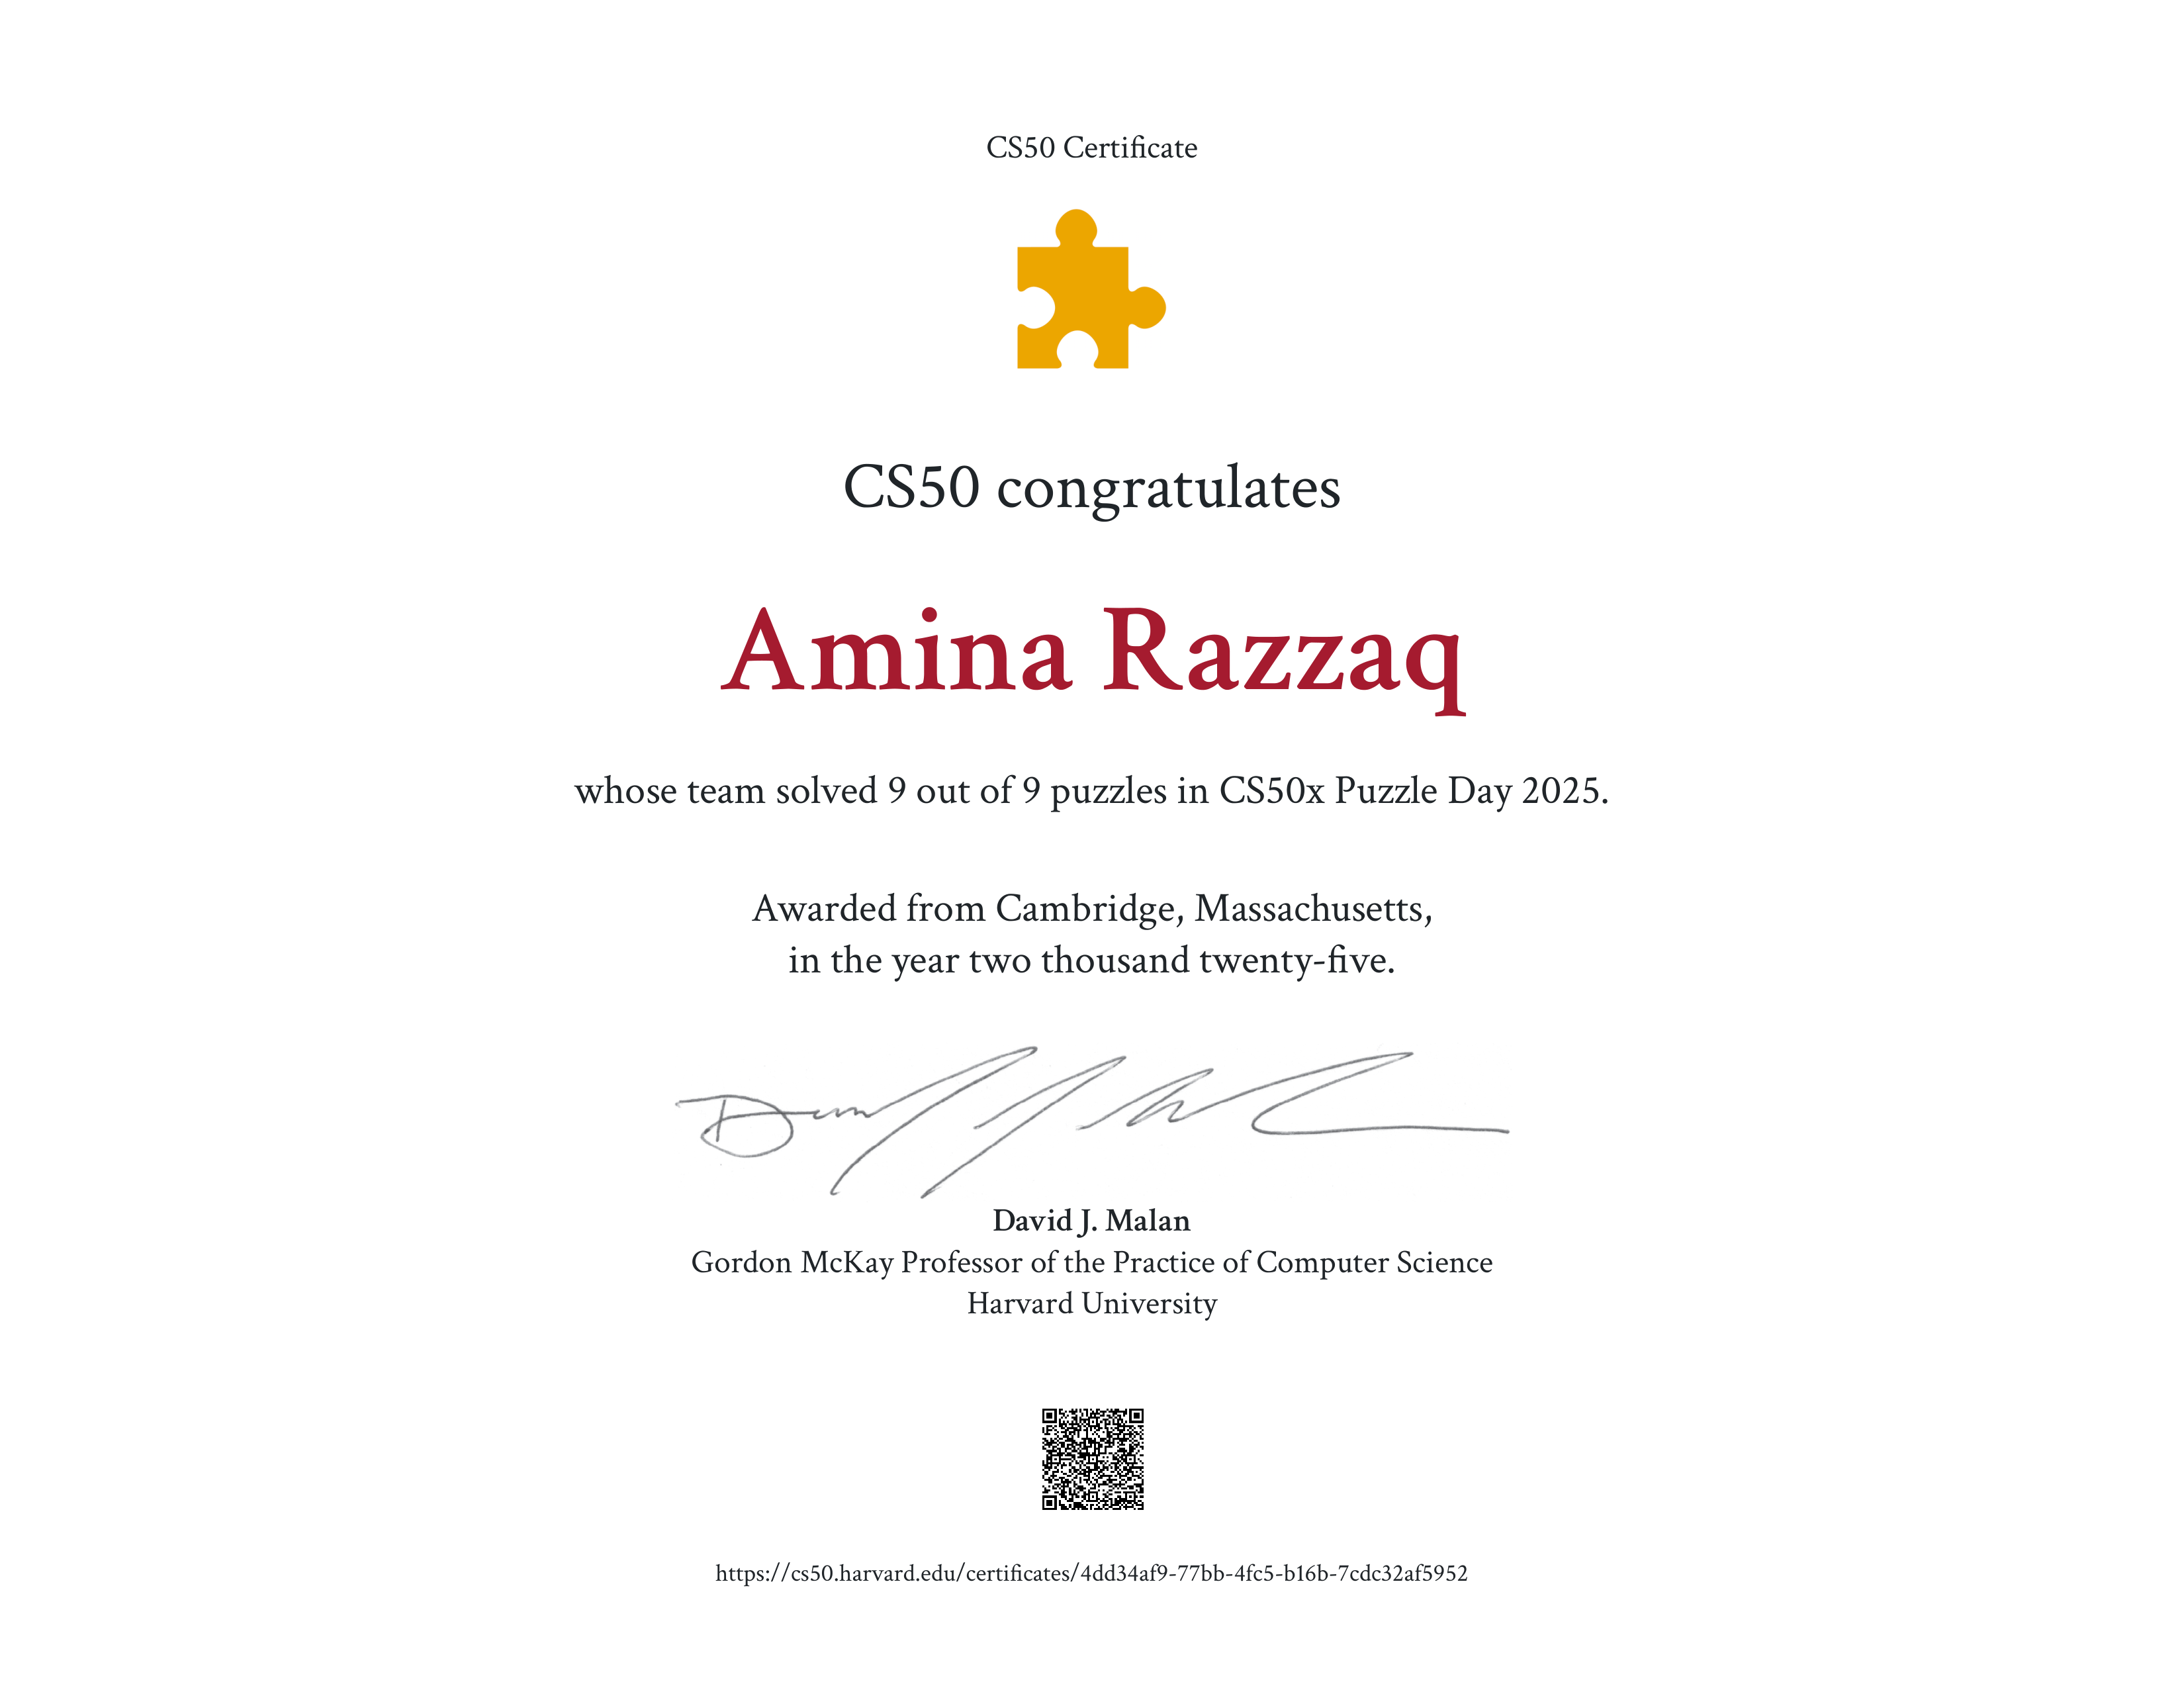 CS50 Certificate
CS50 congratulates
Amina Razzaq
whose team solved 9 out of 9 puzzles in CS50x Puzzle Day 2025.
Awarded from Cambridge, Massachusetts,
in the year two thousand twenty-five.
David J. Malan
Gordon McKay Professor of the Practice of Computer Science
Harvard University
https://cs50.harvard.edu/certificates/4dd34af9-77bb-4fc5-b16b-7cdc32af5952